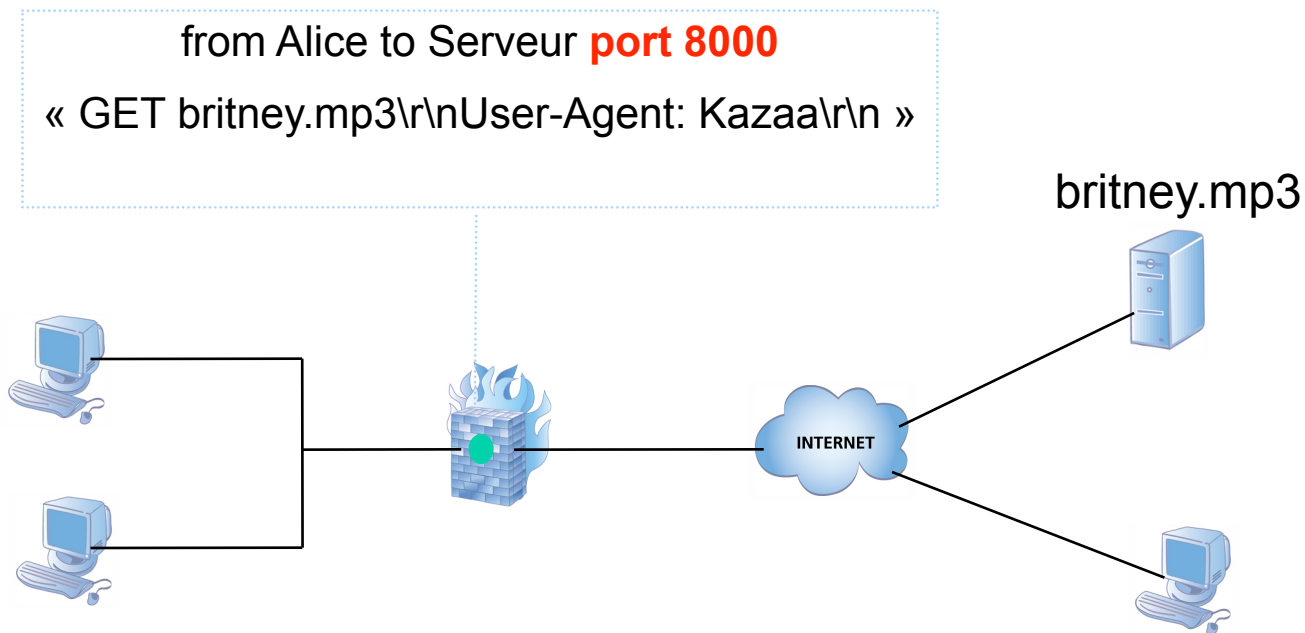 from Alice to Serveur port 8000
« GET britney.mp3\r\nUser-Agent: Kazaa\r\n »
britney.mp3
INTERNET